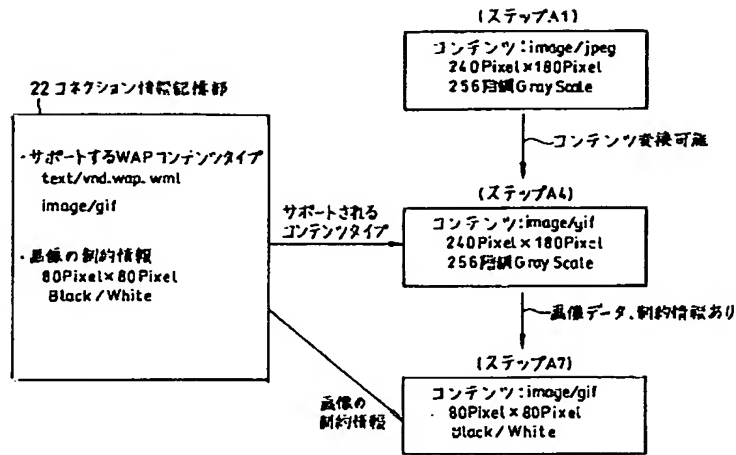 (ステップA1)
コンテンツ:image/jpeg
240Pixel×180Pixel
256階調Gray Scale
コンテンツ変換可能
22 コネクション情報記憶部
・サポートするWAPコンテンツタイプ
text/vnd.wap.wml
image/gif
・画像の制約情報
80Pixel×80Pixel
Black/White
サポートされる
コンテンツタイプ
(ステップA4)
コンテンツ:image/gif
240Pixel×180Pixel
256階調Gray Scale
画像データ、制約情報あり
(ステップA7)
コンテンツ:image/gif
80Pixel×80Pixel
Black/White
画像の
制約情報